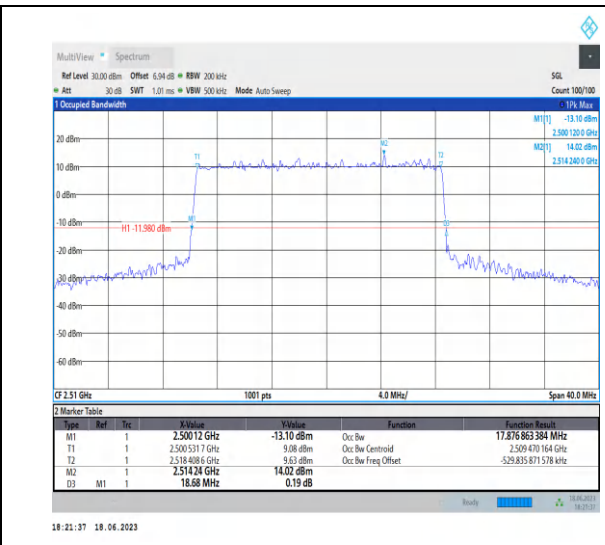 MultiView Spectrum
Ref Level 30.00 dBm Offset 6.94 dB RBW 200 kHz SGL
Att 30 dB SWT 1.01 ms VBW 500 kHz Mode Auto Sweep Count 100/100
1 Occupied Bandwidth 1Pk Max
M1[1] -13.10 dBm
2.500 120 0 GHz
M2[1] 14.02 dBm
2.514 240 0 GHz
20 dBm
M2
T1
T2
10 dBm
0 dBm
-10 dBm
M1
D3
H1 -11.980 dBm
-20 dBm
-30 dBm
-40 dBm
-50 dBm
-60 dBm
CF 2.51 GHz 1001 pts 4.0 MHz/ Span 40.0 MHz
2 Marker Table
Type Ref Trc X-Value Y-Value Function Function Result
M1 1 2.50012 GHz -13.10 dBm Occ Bw 17.876 863 384 MHz
T1 1 2.500 531 7 GHz 9.08 dBm Occ Bw Centroid 2.509 470 164 GHz
T2 1 2.518 408 6 GHz 9.63 dBm Occ Bw Freq Offset -529.835 871 578 kHz
M2 1 2.51424 GHz 14.02 dBm
D3 M1 1 18.68 MHz 0.19 dB
Ready 18.06.2023
18:21:37
18:21:37 18.06.2023